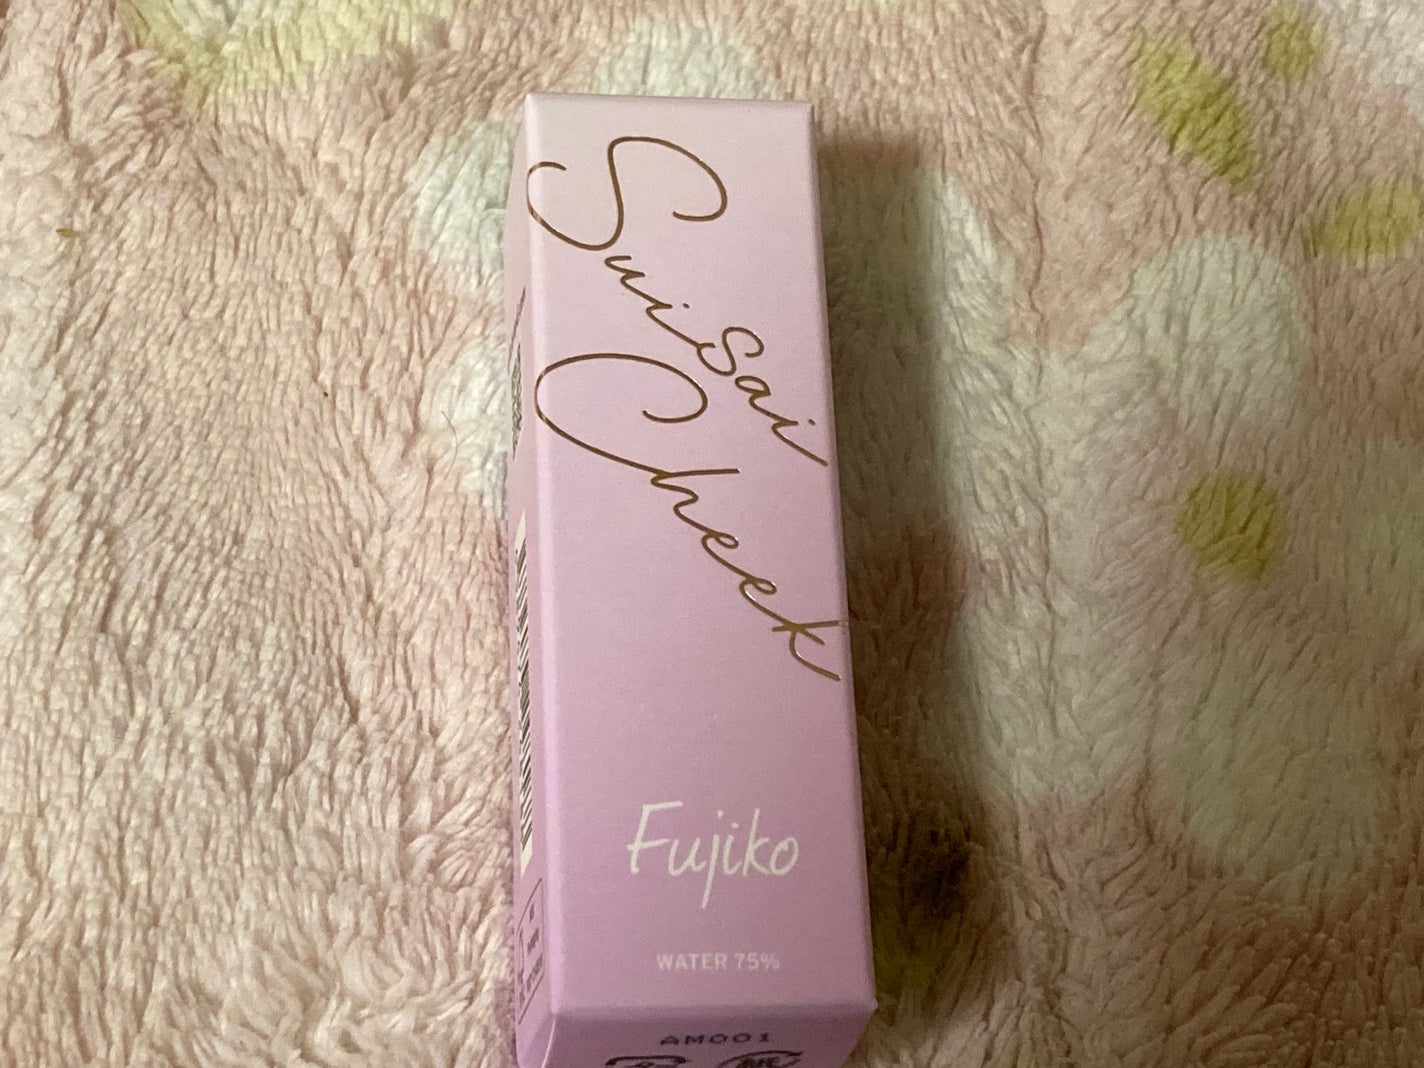 Suisai
Cheek
Fujiko
WATER 75%
AM001